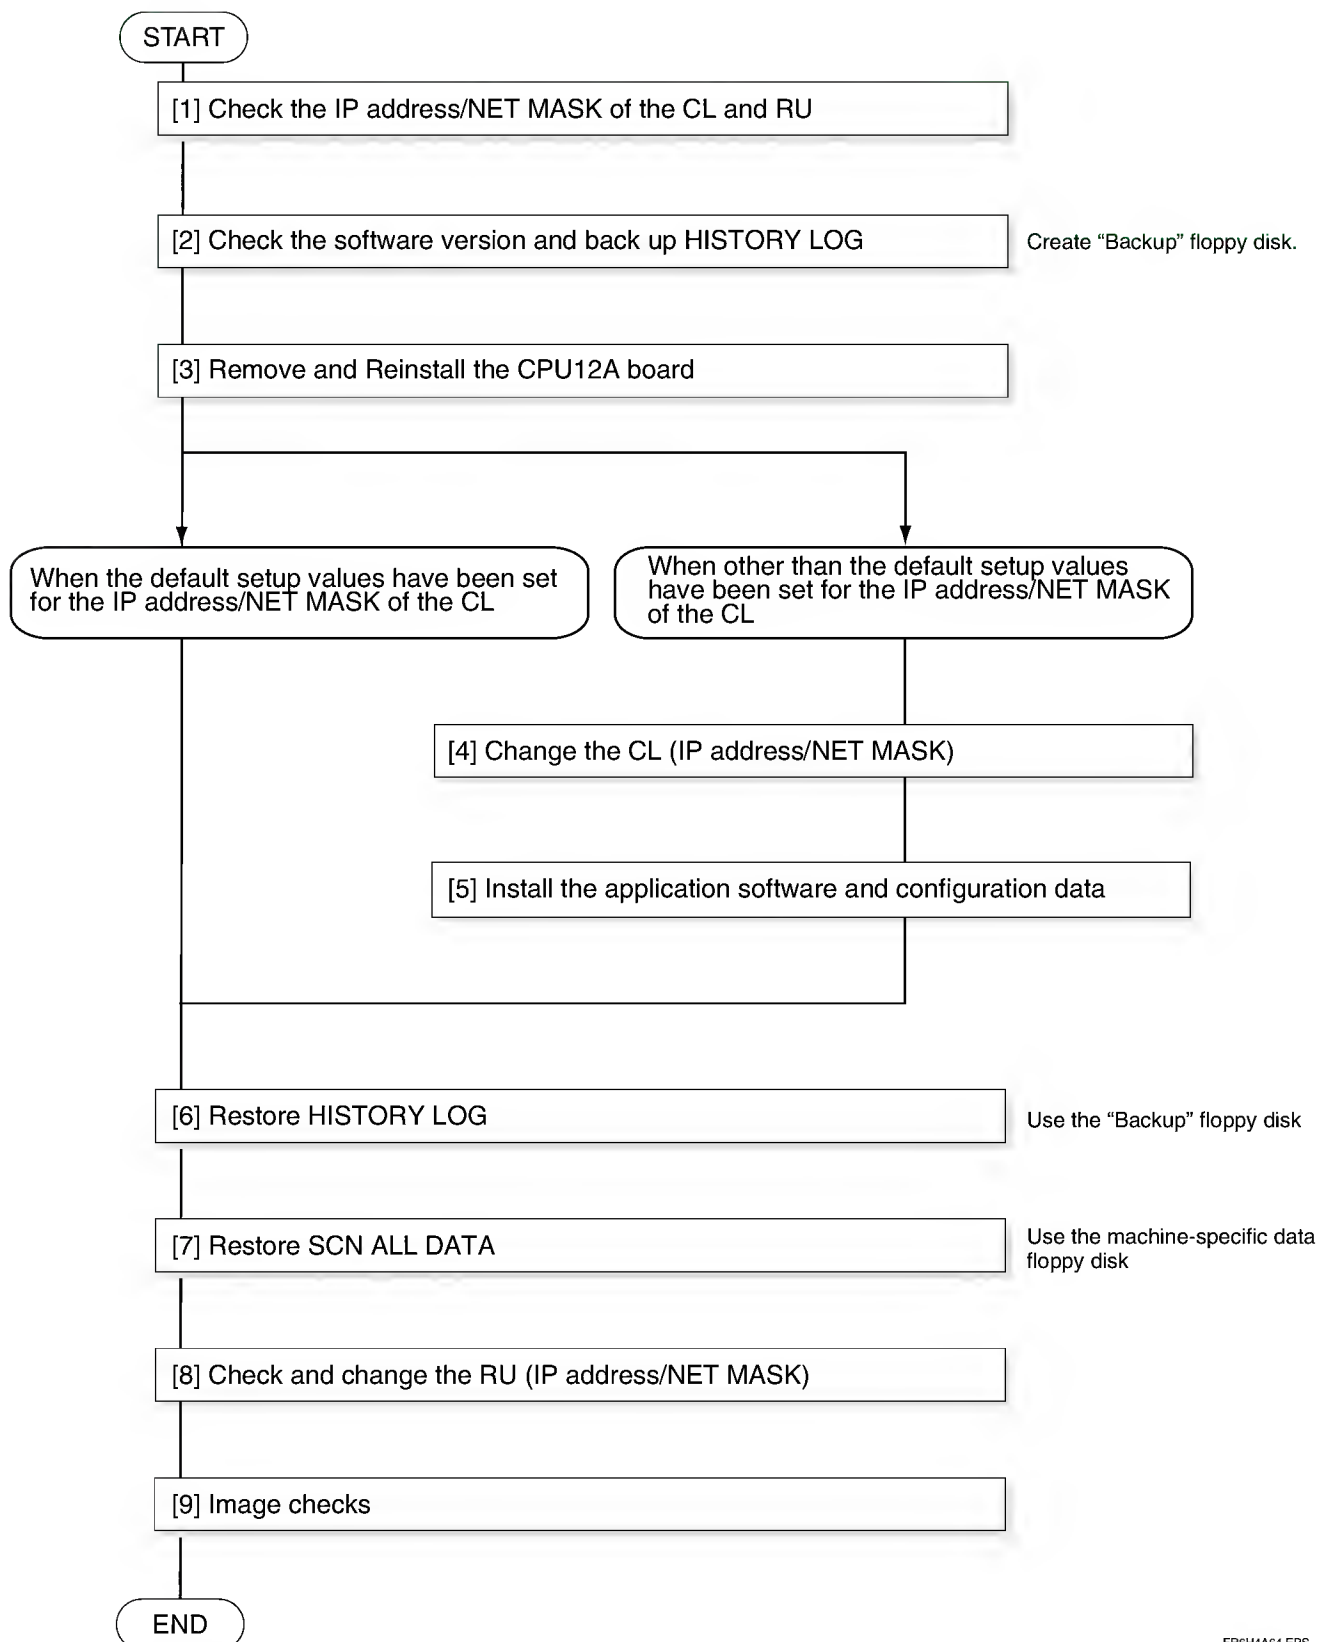 START
[1] Check the IP address/NET MASK of the CL and RU
[2] Check the software version and back up HISTORY LOG
Create “Backup” floppy disk.
[3] Remove and Reinstall the CPU12A board
When the default setup values have been set
for the IP address/NET MASK of the CL
When other than the default setup values
have been set for the IP address/NET MASK
of the CL
[4] Change the CL (IP address/NET MASK)
[5] Install the application software and configuration data
[6] Restore HISTORY LOG
Use the “Backup” floppy disk
[7] Restore SCN ALL DATA
Use the machine-specific data
floppy disk
[8] Check and change the RU (IP address/NET MASK)
[9] Image checks
END